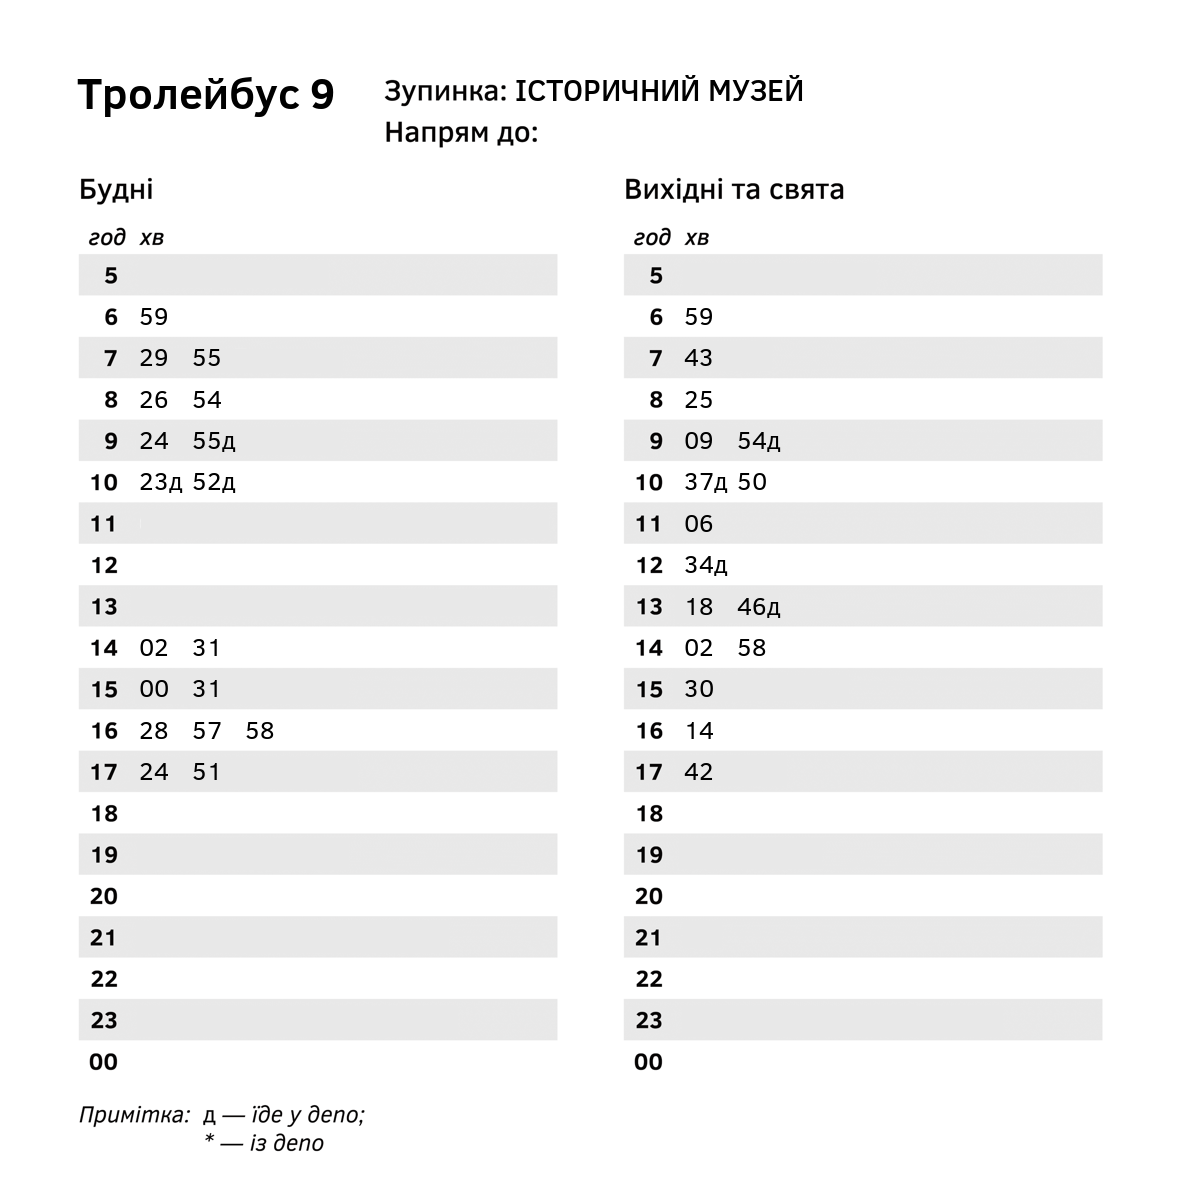 Тролейбус 9
Зупинка: ІСТОРИЧНИЙ МУЗЕЙ
Напрям до:
Будні
год хв
5
6 59
7 29 55
8 26 54
9 24 55д
10 23д 52д
11
12
13
14 02 31
15 00 31
16 28 57 58
17 24 51
18
19
20
21
22
23
00
Вихідні та свята
год хв
5
6 59
7 43
8 25
9 09 54д
10 37д 50
11 06
12 34д
13 18 46д
14 02 58
15 30
16 14
17 42
18
19
20
21
22
23
00
Примітка: д — їде у депо;
* — із депо